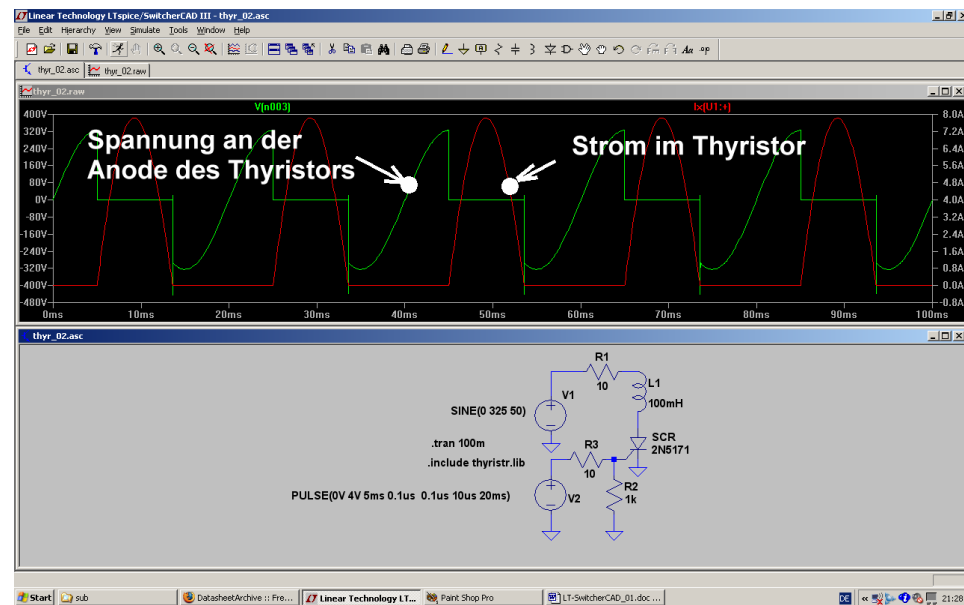 Linear Technology LTspice/SwitcherCAD III - thyr_02.asc
File Edit Hierarchy View Simulate Tools Window Help
thyr_02.asc thyr_02.raw
thyr_02.raw
V(n003) Ix(U1:+)
400V 8.0A
320V 7.2A
240V 6.4A
160V 5.6A
80V 4.8A
0V 4.0A
-80V 3.2A
-160V 2.4A
-240V 1.6A
-320V 0.8A
-400V 0.0A
-480V -0.8A
Spannung an der
Anode des Thyristors
Strom im Thyristor
0ms 10ms 20ms 30ms 40ms 50ms 60ms 70ms 80ms 90ms 100ms
thyr_02.asc
R1
10
L1
100mH
V1
SINE(0 325 50)
SCR
2N5171
.tran 100m
R3
10
.include thyristr.lib
PULSE(0V 4V 5ms 0.1us 0.1us 10us 20ms)
V2
R2
1k
Start sub DatasheetArchive :: Fre... Linear Technology LT... Paint Shop Pro LT-SwitcherCAD_01.doc ... DE 21:28